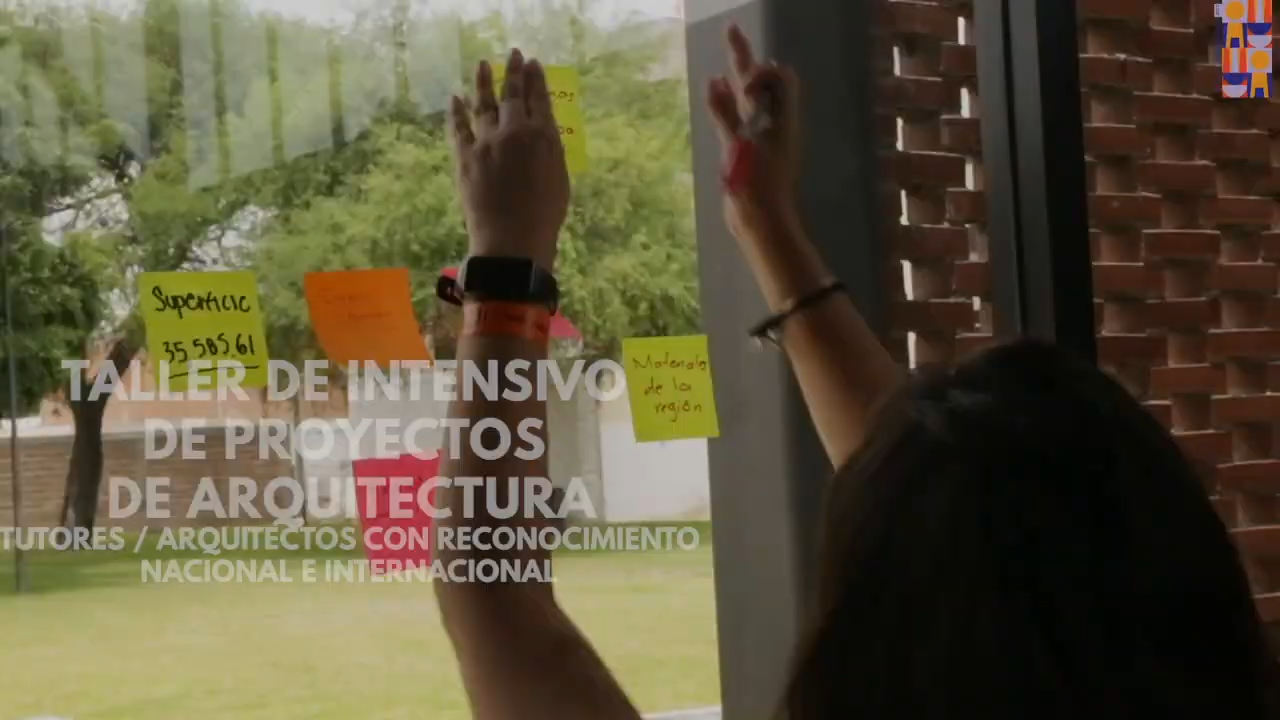 Superficie
35 585.61
Materiales
de la
región
TALLER DE INTENSIVO
DE PROYECTOS
DE ARQUITECTURA
TUTORES / ARQUITECTOS CON RECONOCIMIENTO
NACIONAL E INTERNACIONAL